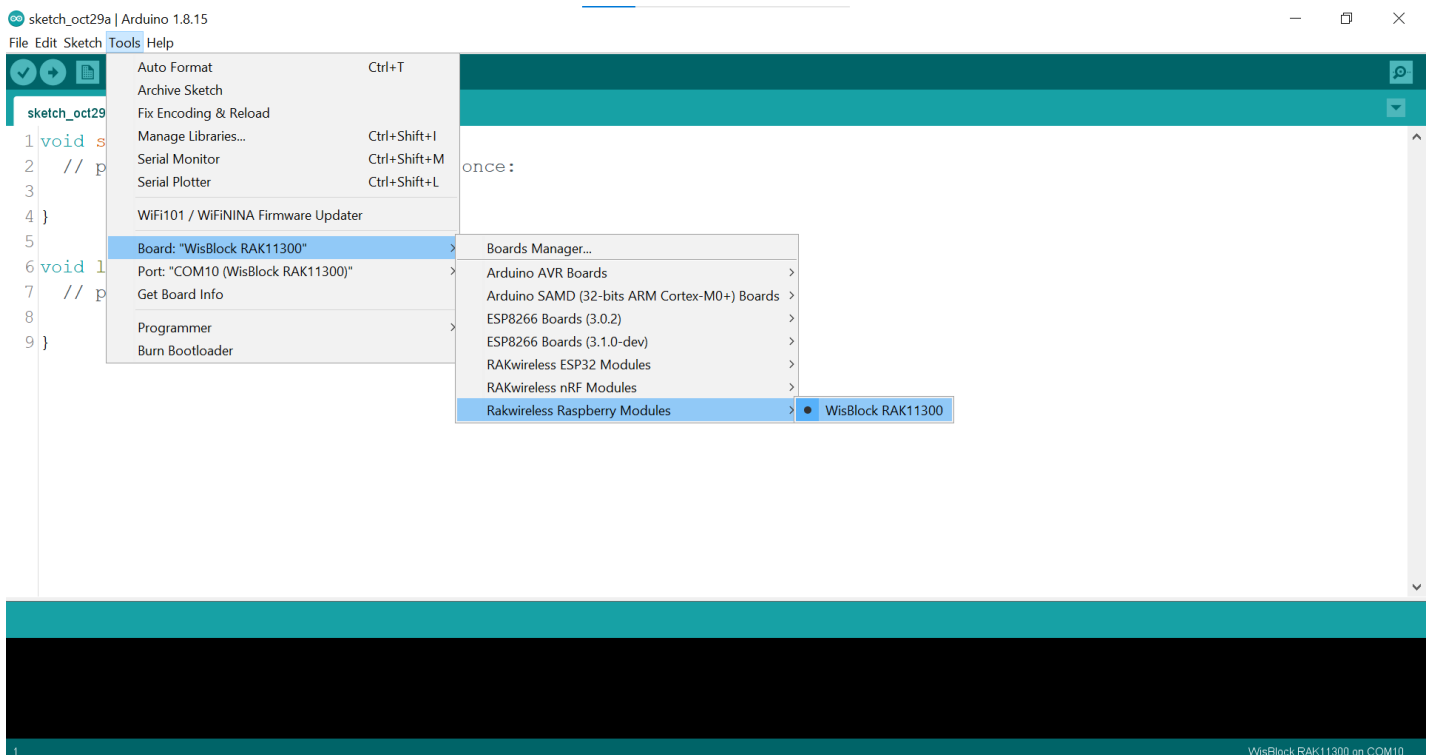 sketch_oct29a | Arduino 1.8.15
File Edit Sketch Tools Help
sketch_oct29
Auto Format Ctrl+T
Archive Sketch
Fix Encoding & Reload
Manage Libraries... Ctrl+Shift+I
Serial Monitor Ctrl+Shift+M
Serial Plotter Ctrl+Shift+L
WiFi101 / WiFiNINA Firmware Updater
Board: "WisBlock RAK11300"
Port: "COM10 (WisBlock RAK11300)"
Get Board Info
Programmer
Burn Bootloader
Boards Manager...
Arduino AVR Boards
Arduino SAMD (32-bits ARM Cortex-M0+) Boards
ESP8266 Boards (3.0.2)
ESP8266 Boards (3.1.0-dev)
RAKwireless ESP32 Modules
RAKwireless nRF Modules
Rakwireless Raspberry Modules
WisBlock RAK11300
1 void s
2 // p once:
3
4 }
5
6 void l
7 // p
8
9 }
1 WisBlock RAK11300 on COM10